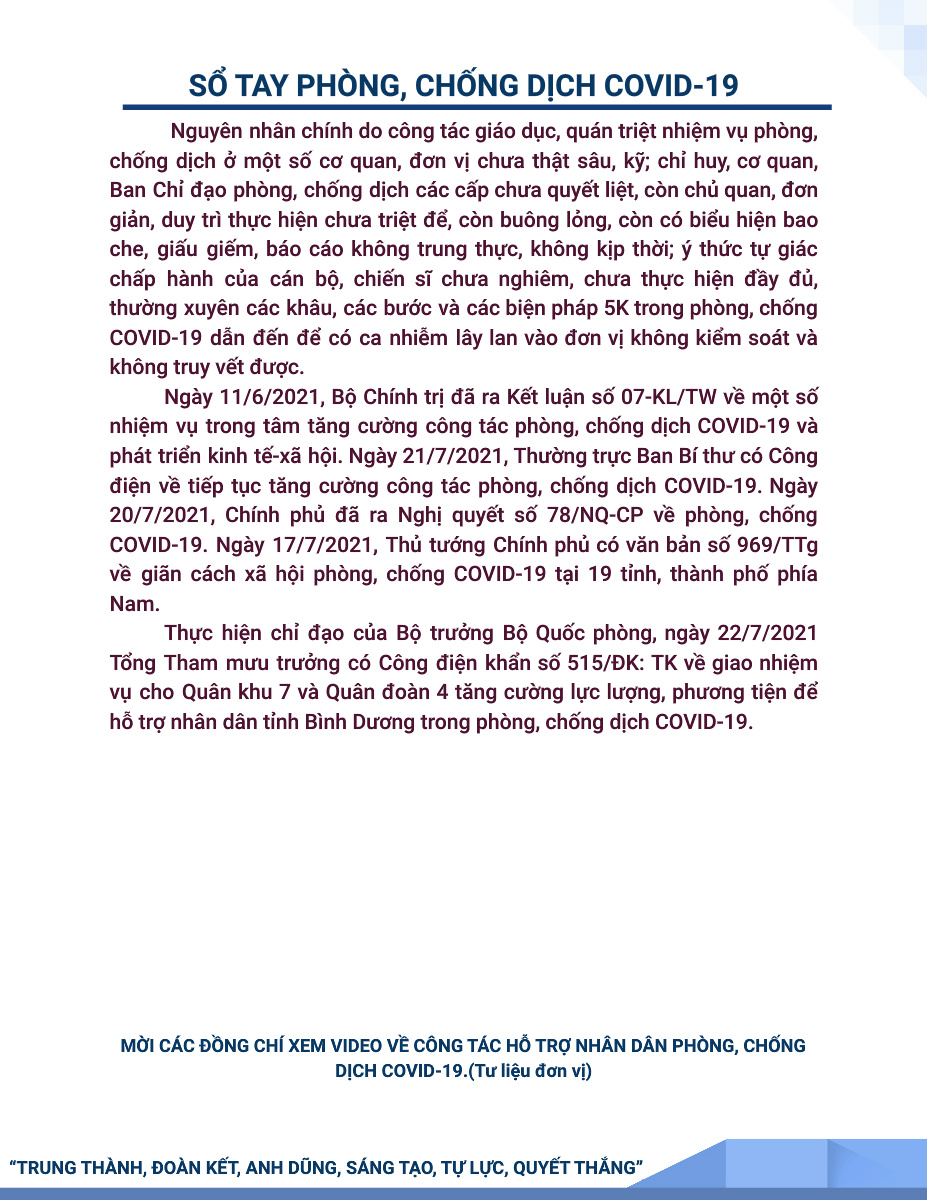 SỔ TAY PHÒNG, CHỐNG DỊCH COVID-19
Nguyên nhân chính do công tác giáo dục, quán triệt nhiệm vụ phòng,
chống dịch ở một số cơ quan, đơn vị chưa thật sâu, kỹ; chỉ huy, cơ quan,
Ban Chỉ đạo phòng, chống dịch các cấp chưa quyết liệt, còn chủ quan, đơn
giản, duy trì thực hiện chưa triệt để, còn buông lỏng, còn có biểu hiện bao
che, giấu giếm, báo cáo không trung thực, không kịp thời; ý thức tự giác
chấp hành của cán bộ, chiến sĩ chưa nghiêm, chưa thực hiện đầy đủ,
thường xuyên các khâu, các bước và các biện pháp 5K trong phòng, chống
COVID-19 dẫn đến để có ca nhiễm lây lan vào đơn vị không kiểm soát và
không truy vết được.
Ngày 11/6/2021, Bộ Chính trị đã ra Kết luận số 07-KL/TW về một số
nhiệm vụ trong tâm tăng cường công tác phòng, chống dịch COVID-19 và
phát triển kinh tế-xã hội. Ngày 21/7/2021, Thường trực Ban Bí thư có Công
điện về tiếp tục tăng cường công tác phòng, chống dịch COVID-19. Ngày
20/7/2021, Chính phủ đã ra Nghị quyết số 78/NQ-CP về phòng, chống
COVID-19. Ngày 17/7/2021, Thủ tướng Chính phủ có văn bản số 969/TTg
về giãn cách xã hội phòng, chống COVID-19 tại 19 tỉnh, thành phố phía
Nam.
Thực hiện chỉ đạo của Bộ trưởng Bộ Quốc phòng, ngày 22/7/2021
Tổng Tham mưu trưởng có Công điện khẩn số 515/ĐK: TK về giao nhiệm
vụ cho Quân khu 7 và Quân đoàn 4 tăng cường lực lượng, phương tiện để
hỗ trợ nhân dân tỉnh Bình Dương trong phòng, chống dịch COVID-19.
MỜI CÁC ĐỒNG CHÍ XEM VIDEO VỀ CÔNG TÁC HỖ TRỢ NHÂN DÂN PHÒNG, CHỐNG
DỊCH COVID-19.(Tư liệu đơn vị)
“TRUNG THÀNH, ĐOÀN KẾT, ANH DŨNG, SÁNG TẠO, TỰ LỰC, QUYẾT THẮNG”